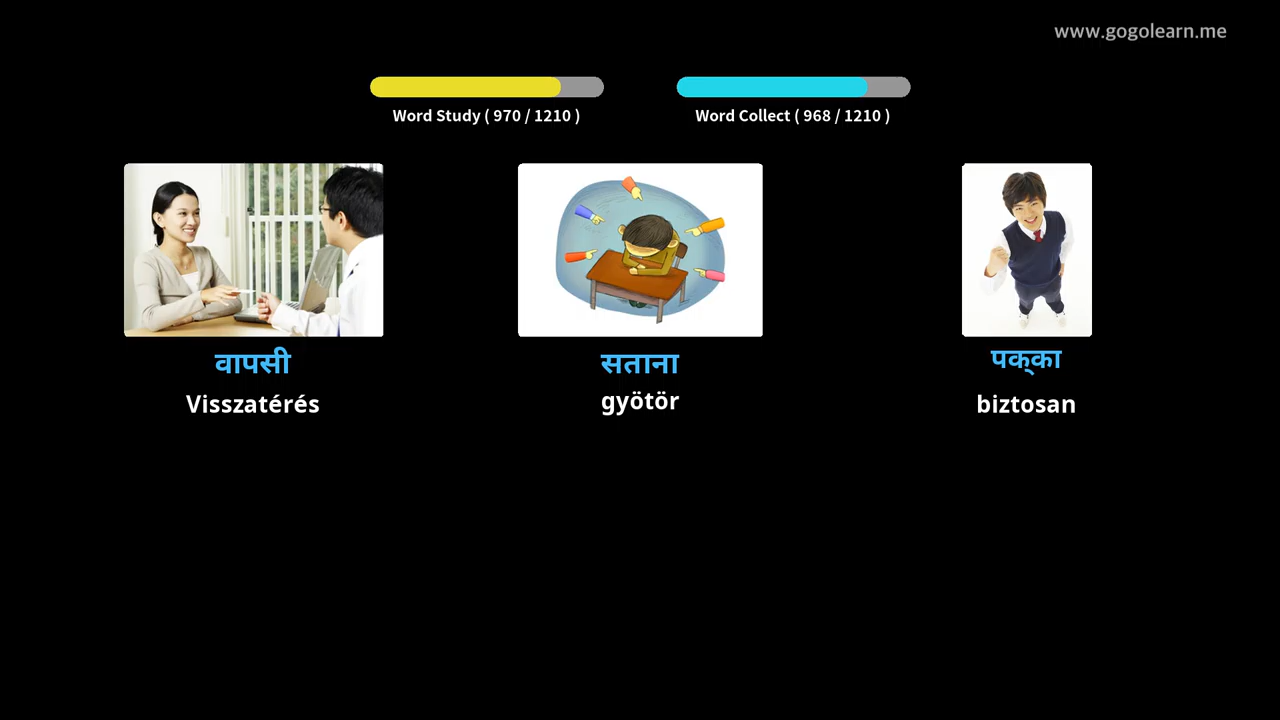 www.gogolearn.me
Word Study ( 970 / 1210 )
Word Collect ( 968 / 1210 )
वापसी
सताना
पक्‌का
Visszatérés
gyötör
biztosan